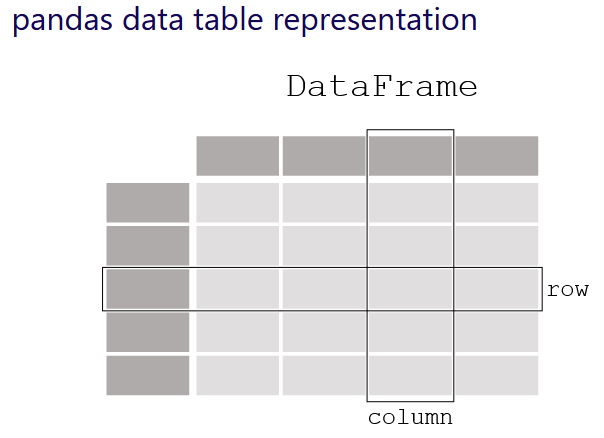 pandas data table representation
DataFrame
row
column